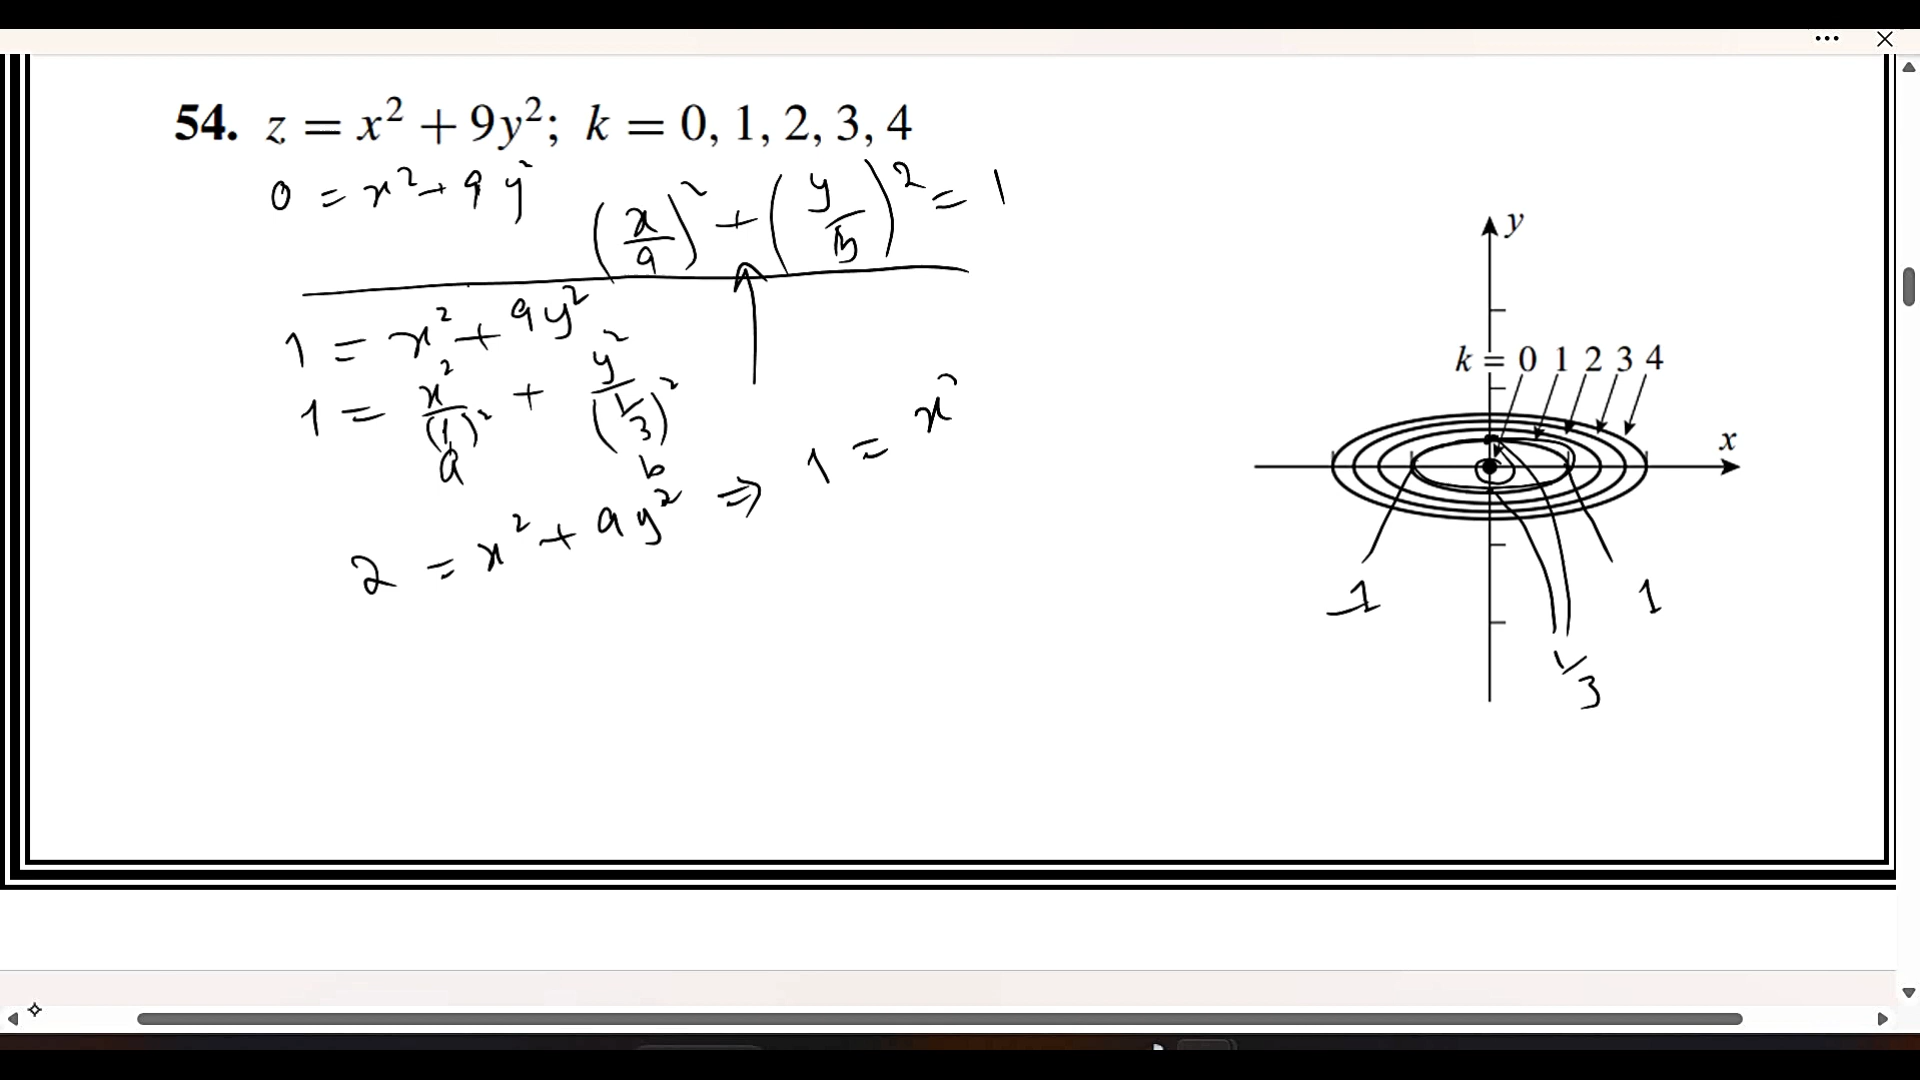 54. z = x² + 9y²; k = 0, 1, 2, 3, 4
0 = x² + 9y²
(x/a)² + (y/b)² = 1
1 = x² + 9y²
1 = x²/(1)² + y²/(1/3)²
a b
2 = x² + 9y² ⇒ 1 = x²
y
k = 0 1 2 3 4
x
-1 1
1/3